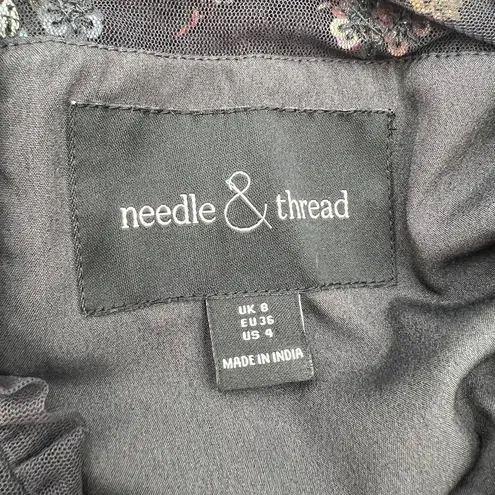 needle & thread
UK 8
EU 36
US 4
MADE IN INDIA